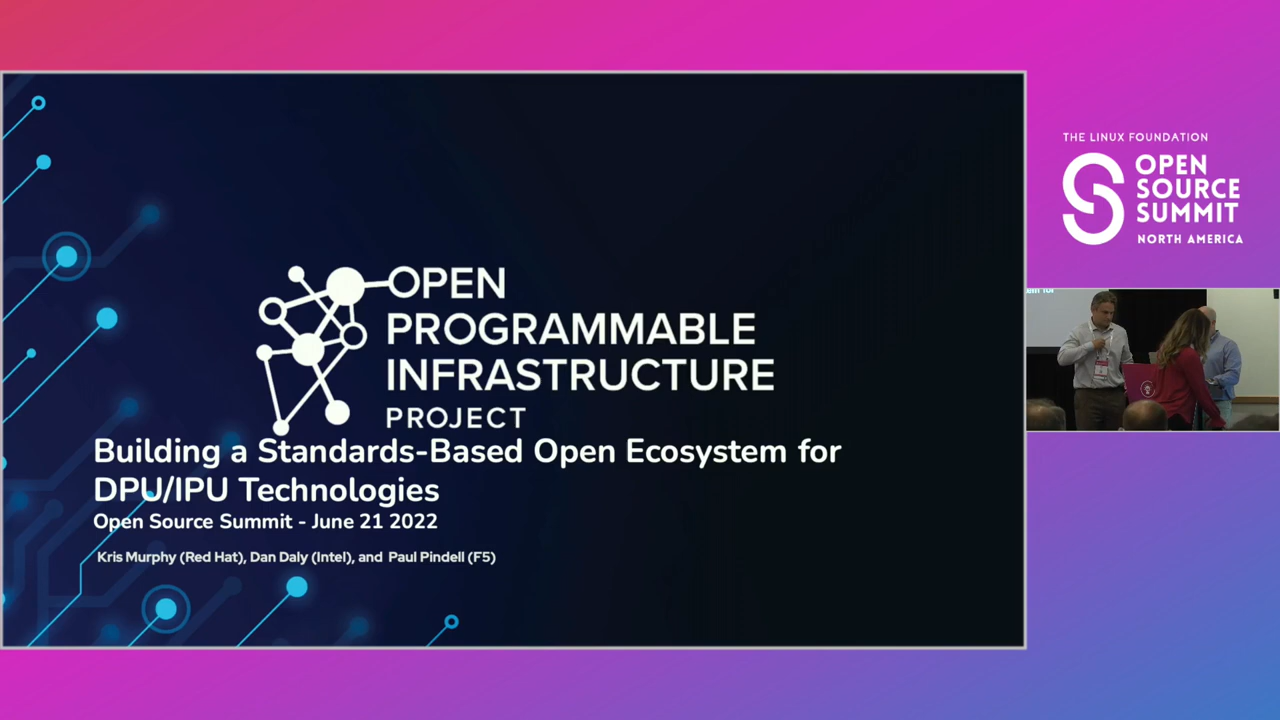 OPEN
PROGRAMMABLE
INFRASTRUCTURE
PROJECT
Building a Standards-Based Open Ecosystem for
DPU/IPU Technologies
Open Source Summit - June 21 2022
Kris Murphy (Red Hat), Dan Daly (Intel), and Paul Pindell (F5)
THE LINUX FOUNDATION
OPEN
SOURCE
SUMMIT
NORTH AMERICA